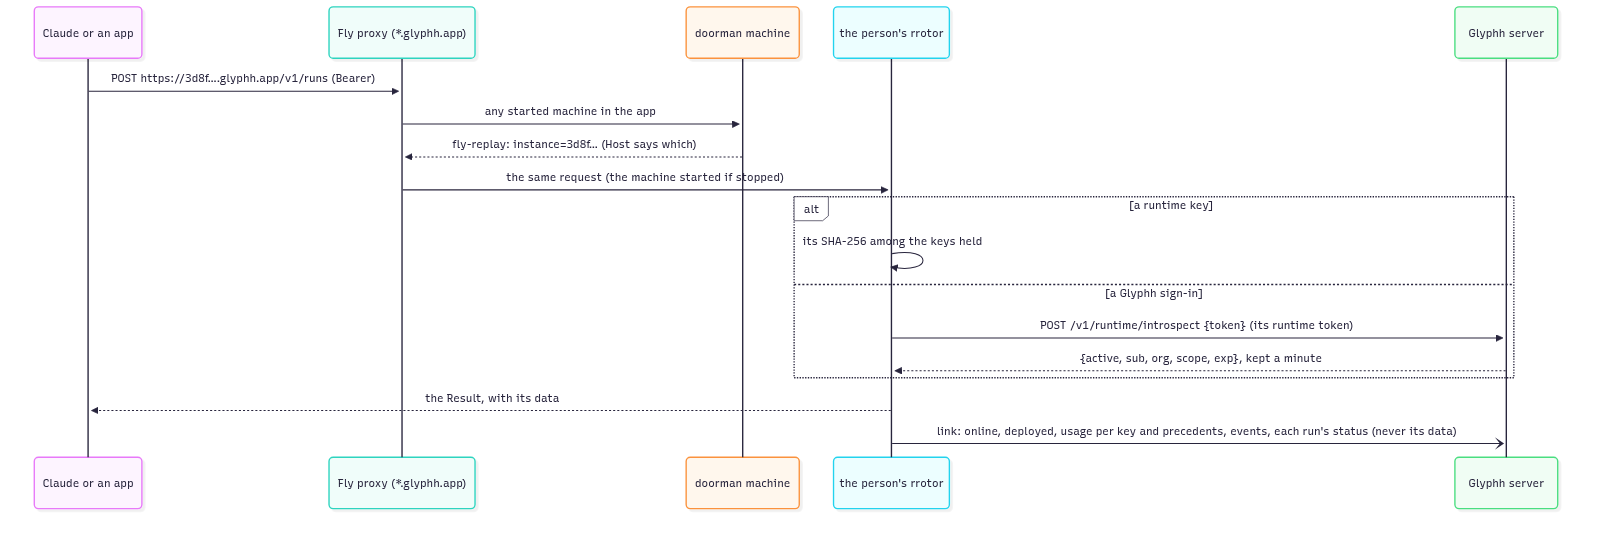 Claude or an app
Fly proxy (*.glyphh.app)
doorman machine
the person's rrotor
Glyphh server
POST https://3d8f....glyphh.app/v1/runs (Bearer)
any started machine in the app
fly-replay: instance=3d8f... (Host says which)
the same request (the machine started if stopped)
alt
[a runtime key]
its SHA-256 among the keys held
[a Glyphh sign-in]
POST /v1/runtime/introspect {token} (its runtime token)
{active, sub, org, scope, exp}, kept a minute
the Result, with its data
link: online, deployed, usage per key and precedents, events, each run's status (never its data)
Claude or an app
Fly proxy (*.glyphh.app)
doorman machine
the person's rrotor
Glyphh server